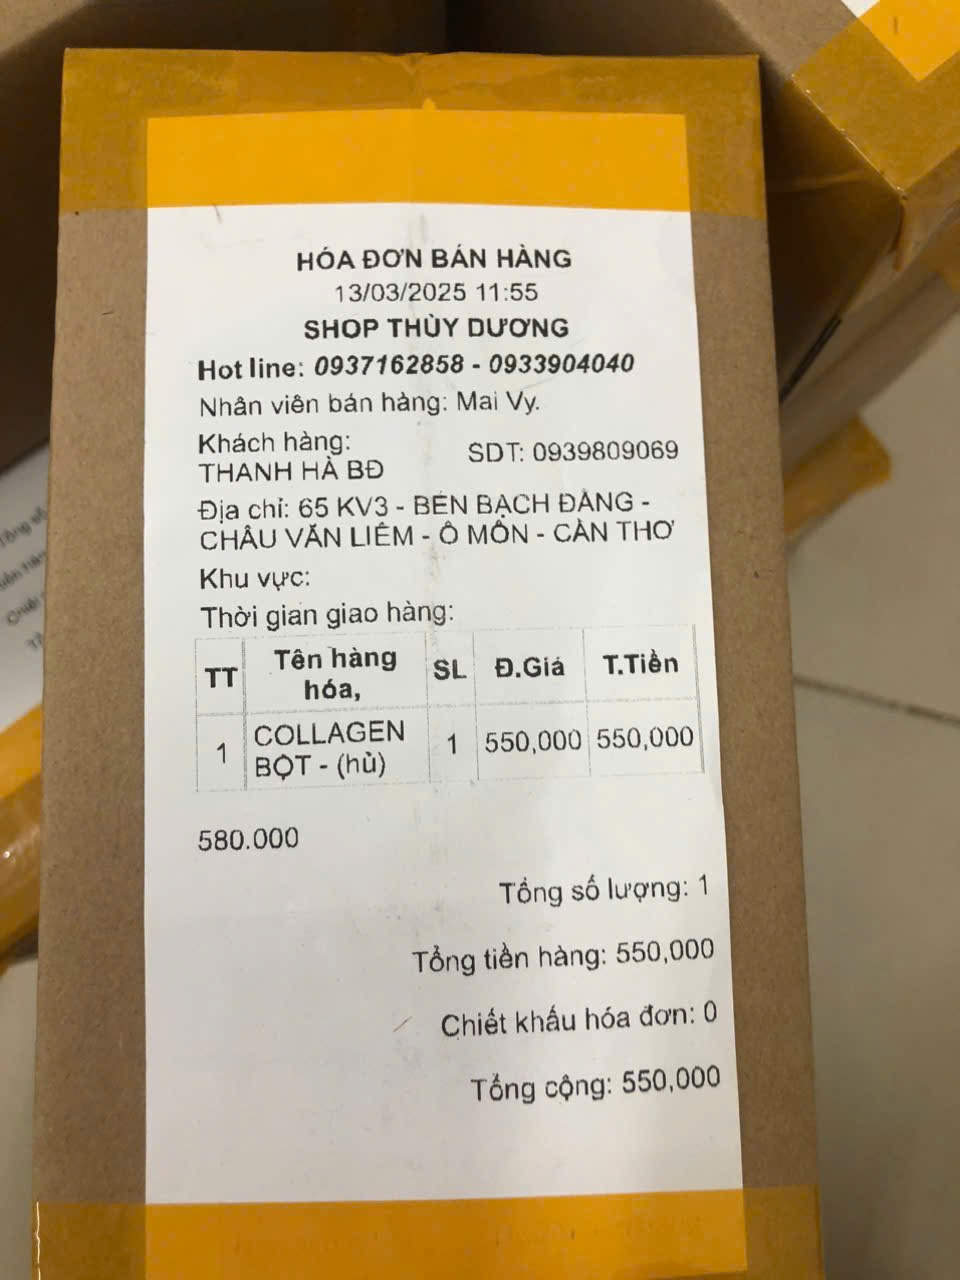 HÓA ĐƠN BÁN HÀNG
13/03/2025 11:55
SHOP THÙY DƯƠNG
Hot line: 0937162858 - 0933904040
Nhân viên bán hàng: Mai Vy.
Khách hàng: SDT: 0939809069
THANH HÀ BĐ
Địa chỉ: 65 KV3 - BẾN BẠCH ĐẰNG -
CHÂU VĂN LIÊM - Ô MÔN - CẦN THƠ
Khu vực:
Thời gian giao hàng:
TT Tên hàng hóa, SL Đ.Giá T.Tiền
1 COLLAGEN BỘT - (hủ) 1 550,000 550,000
580.000
Tổng số lượng: 1
Tổng tiền hàng: 550,000
Chiết khấu hóa đơn: 0
Tổng cộng: 550,000